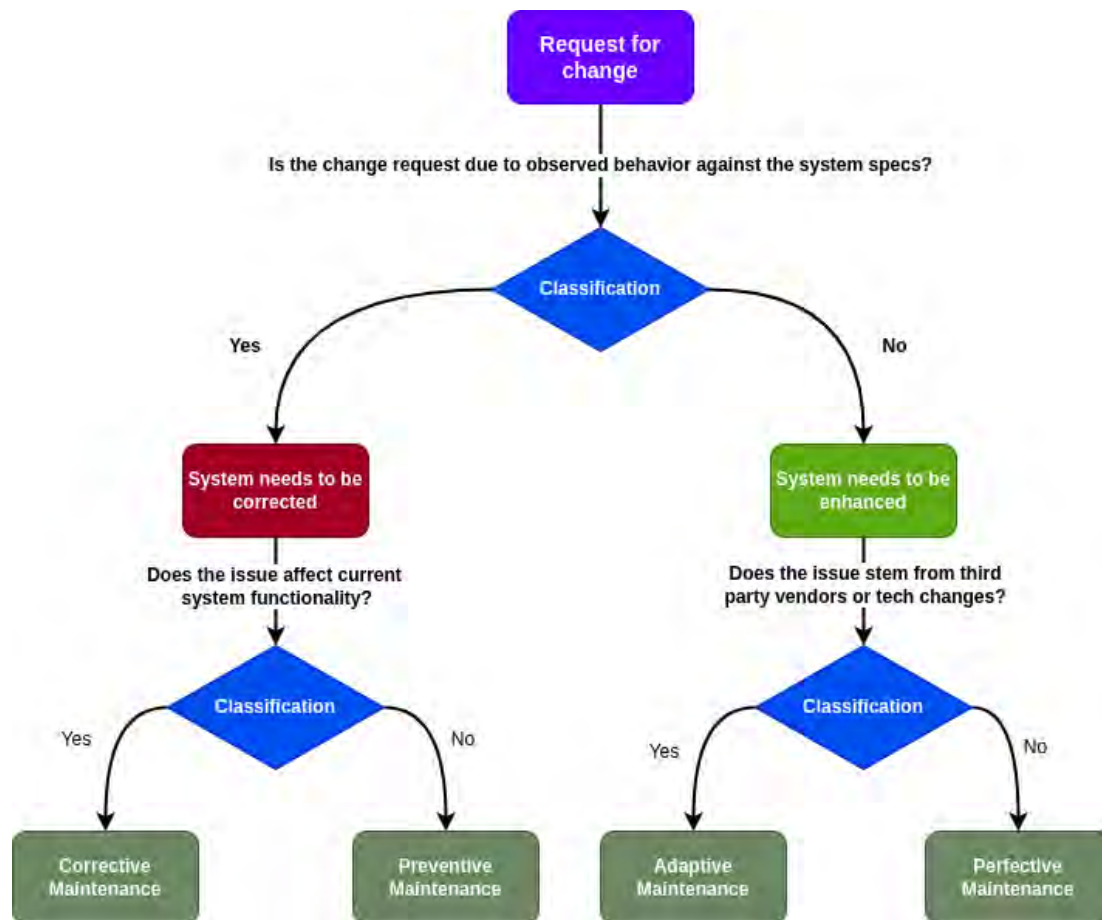 Request for
change
Is the change request due to observed behavior against the system specs?
Classification
Yes
No
System needs to be
corrected
System needs to be
enhanced
Does the issue affect current
system functionality?
Does the issue stem from third
party vendors or tech changes?
Classification
Classification
Yes
No
Yes
No
Corrective
Maintenance
Preventive
Maintenance
Adaptive
Maintenance
Perfective
Maintenance